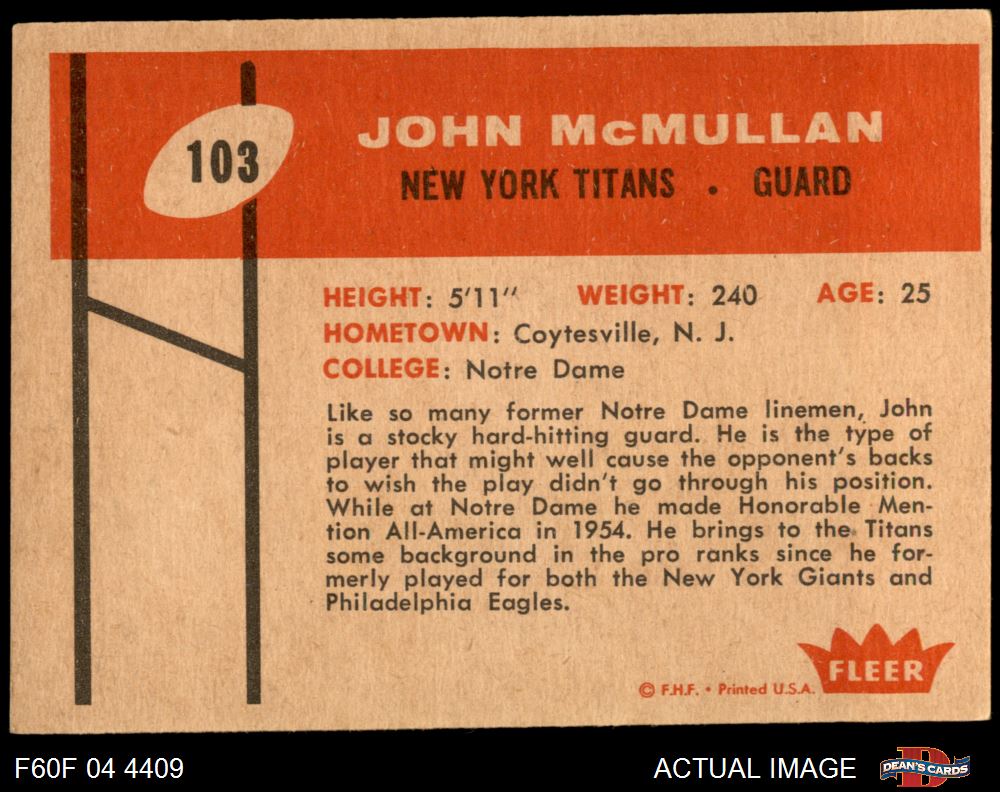 103
JOHN McMULLAN
NEW YORK TITANS . GUARD
HEIGHT: 5'11" WEIGHT: 240 AGE: 25
HOMETOWN: Coytesville, N. J.
COLLEGE: Notre Dame
Like so many former Notre Dame linemen, John
is a stocky hard-hitting guard. He is the type of
player that might well cause the opponent's backs
to wish the play didn't go through his position.
While at Notre Dame he made Honorable Men-
tion All-America in 1954. He brings to the Titans
some background in the pro ranks since he for-
merly played for both the New York Giants and
Philadelphia Eagles.
FLEER
© F.H.F. • Printed U.S.A.
F60F 04 4409
ACTUAL IMAGE
D
DEAN'S CARDS